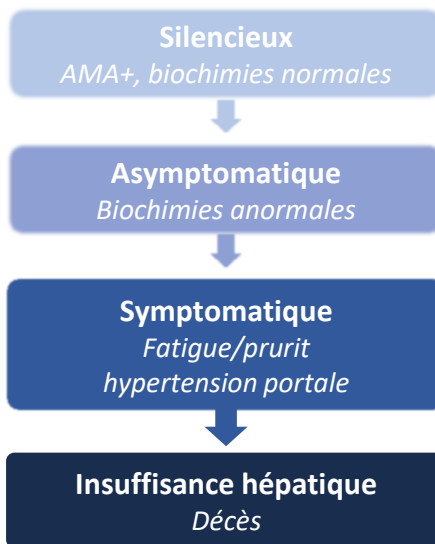 Silencieux
AMA+, biochimies normales
Asymptomatique
Biochimies anormales
Symptomatique
Fatigue/prurit
hypertension portale
Insuffisance hépatique
Décès